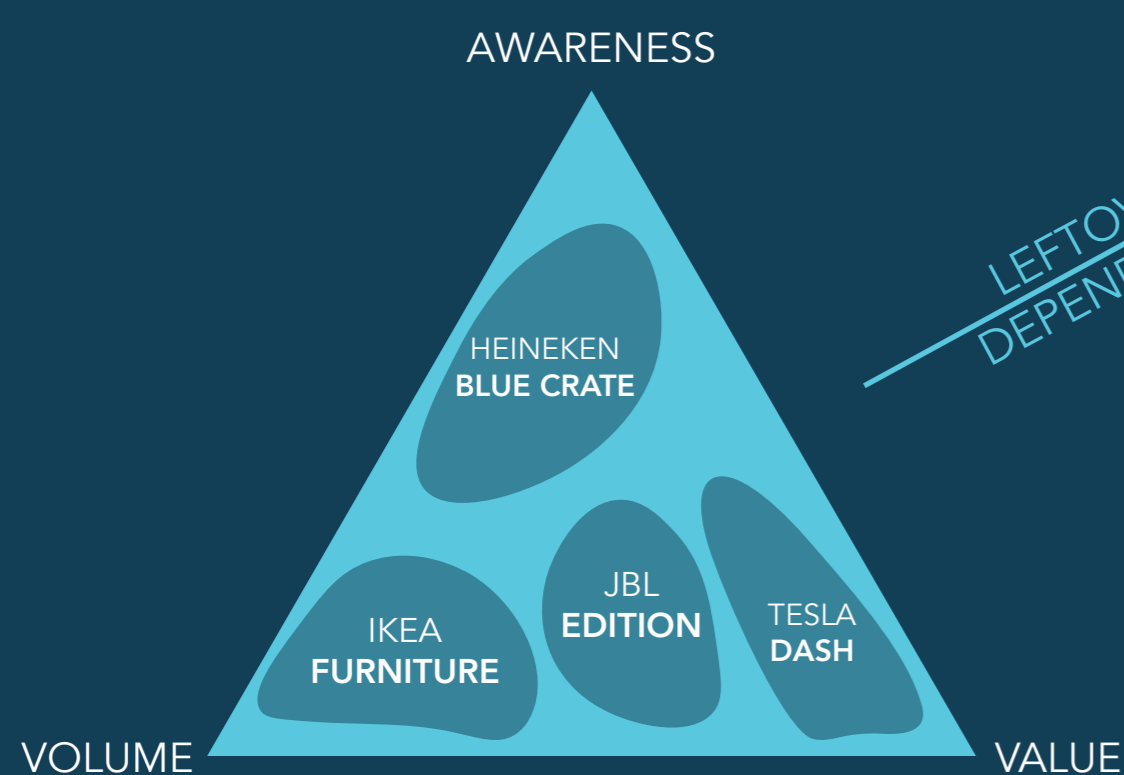 AWARENESS
HEINEKEN
BLUE CRATE
JBL
EDITION
TESLA
DASH
IKEA
FURNITURE
VOLUME
VALUE